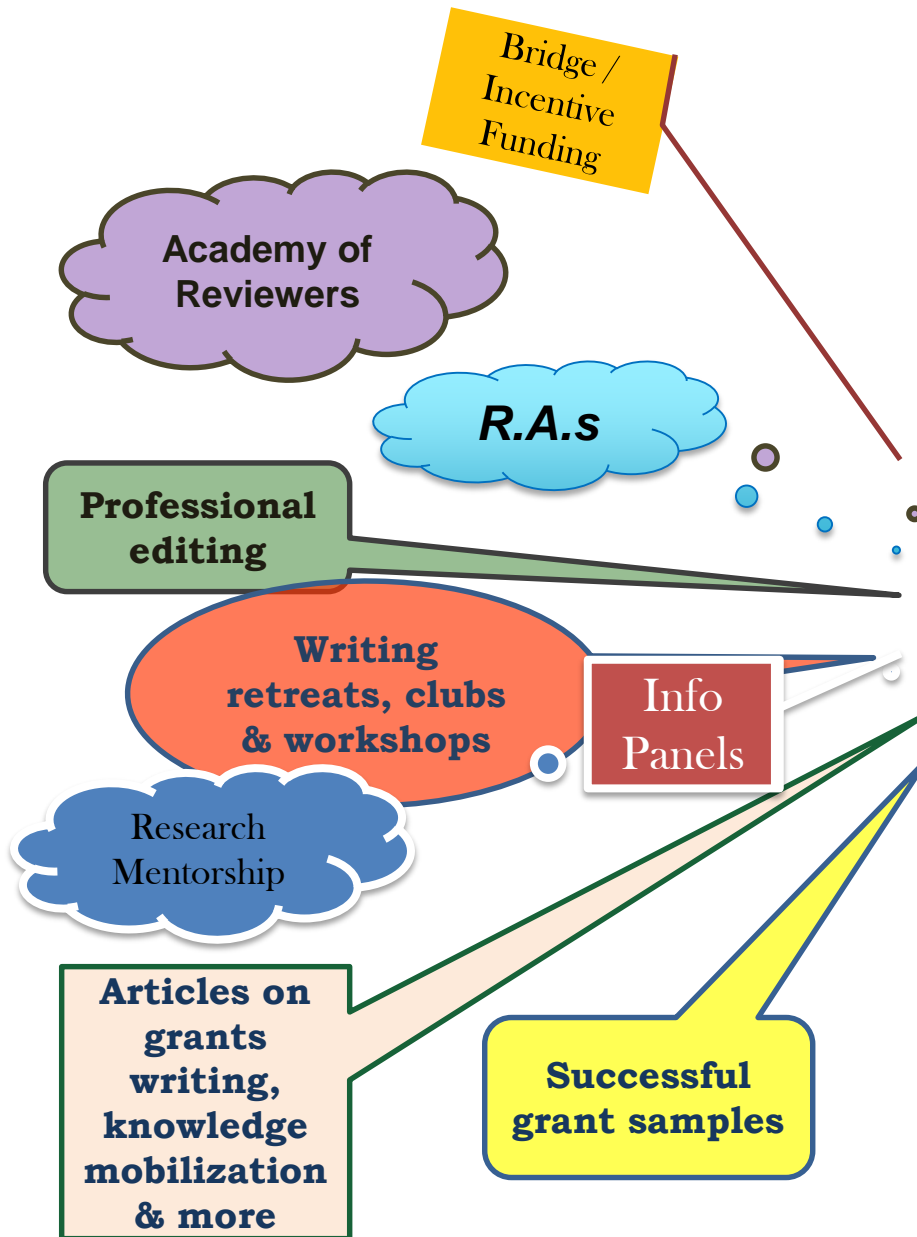 Bridge /
Incentive
Funding
Academy of
Reviewers
R.A.s
Professional
editing
Writing
retreats, clubs
& workshops
Info
Panels
Research
Mentorship
Articles on
grants
writing,
knowledge
mobilization
& more
Successful
grant samples